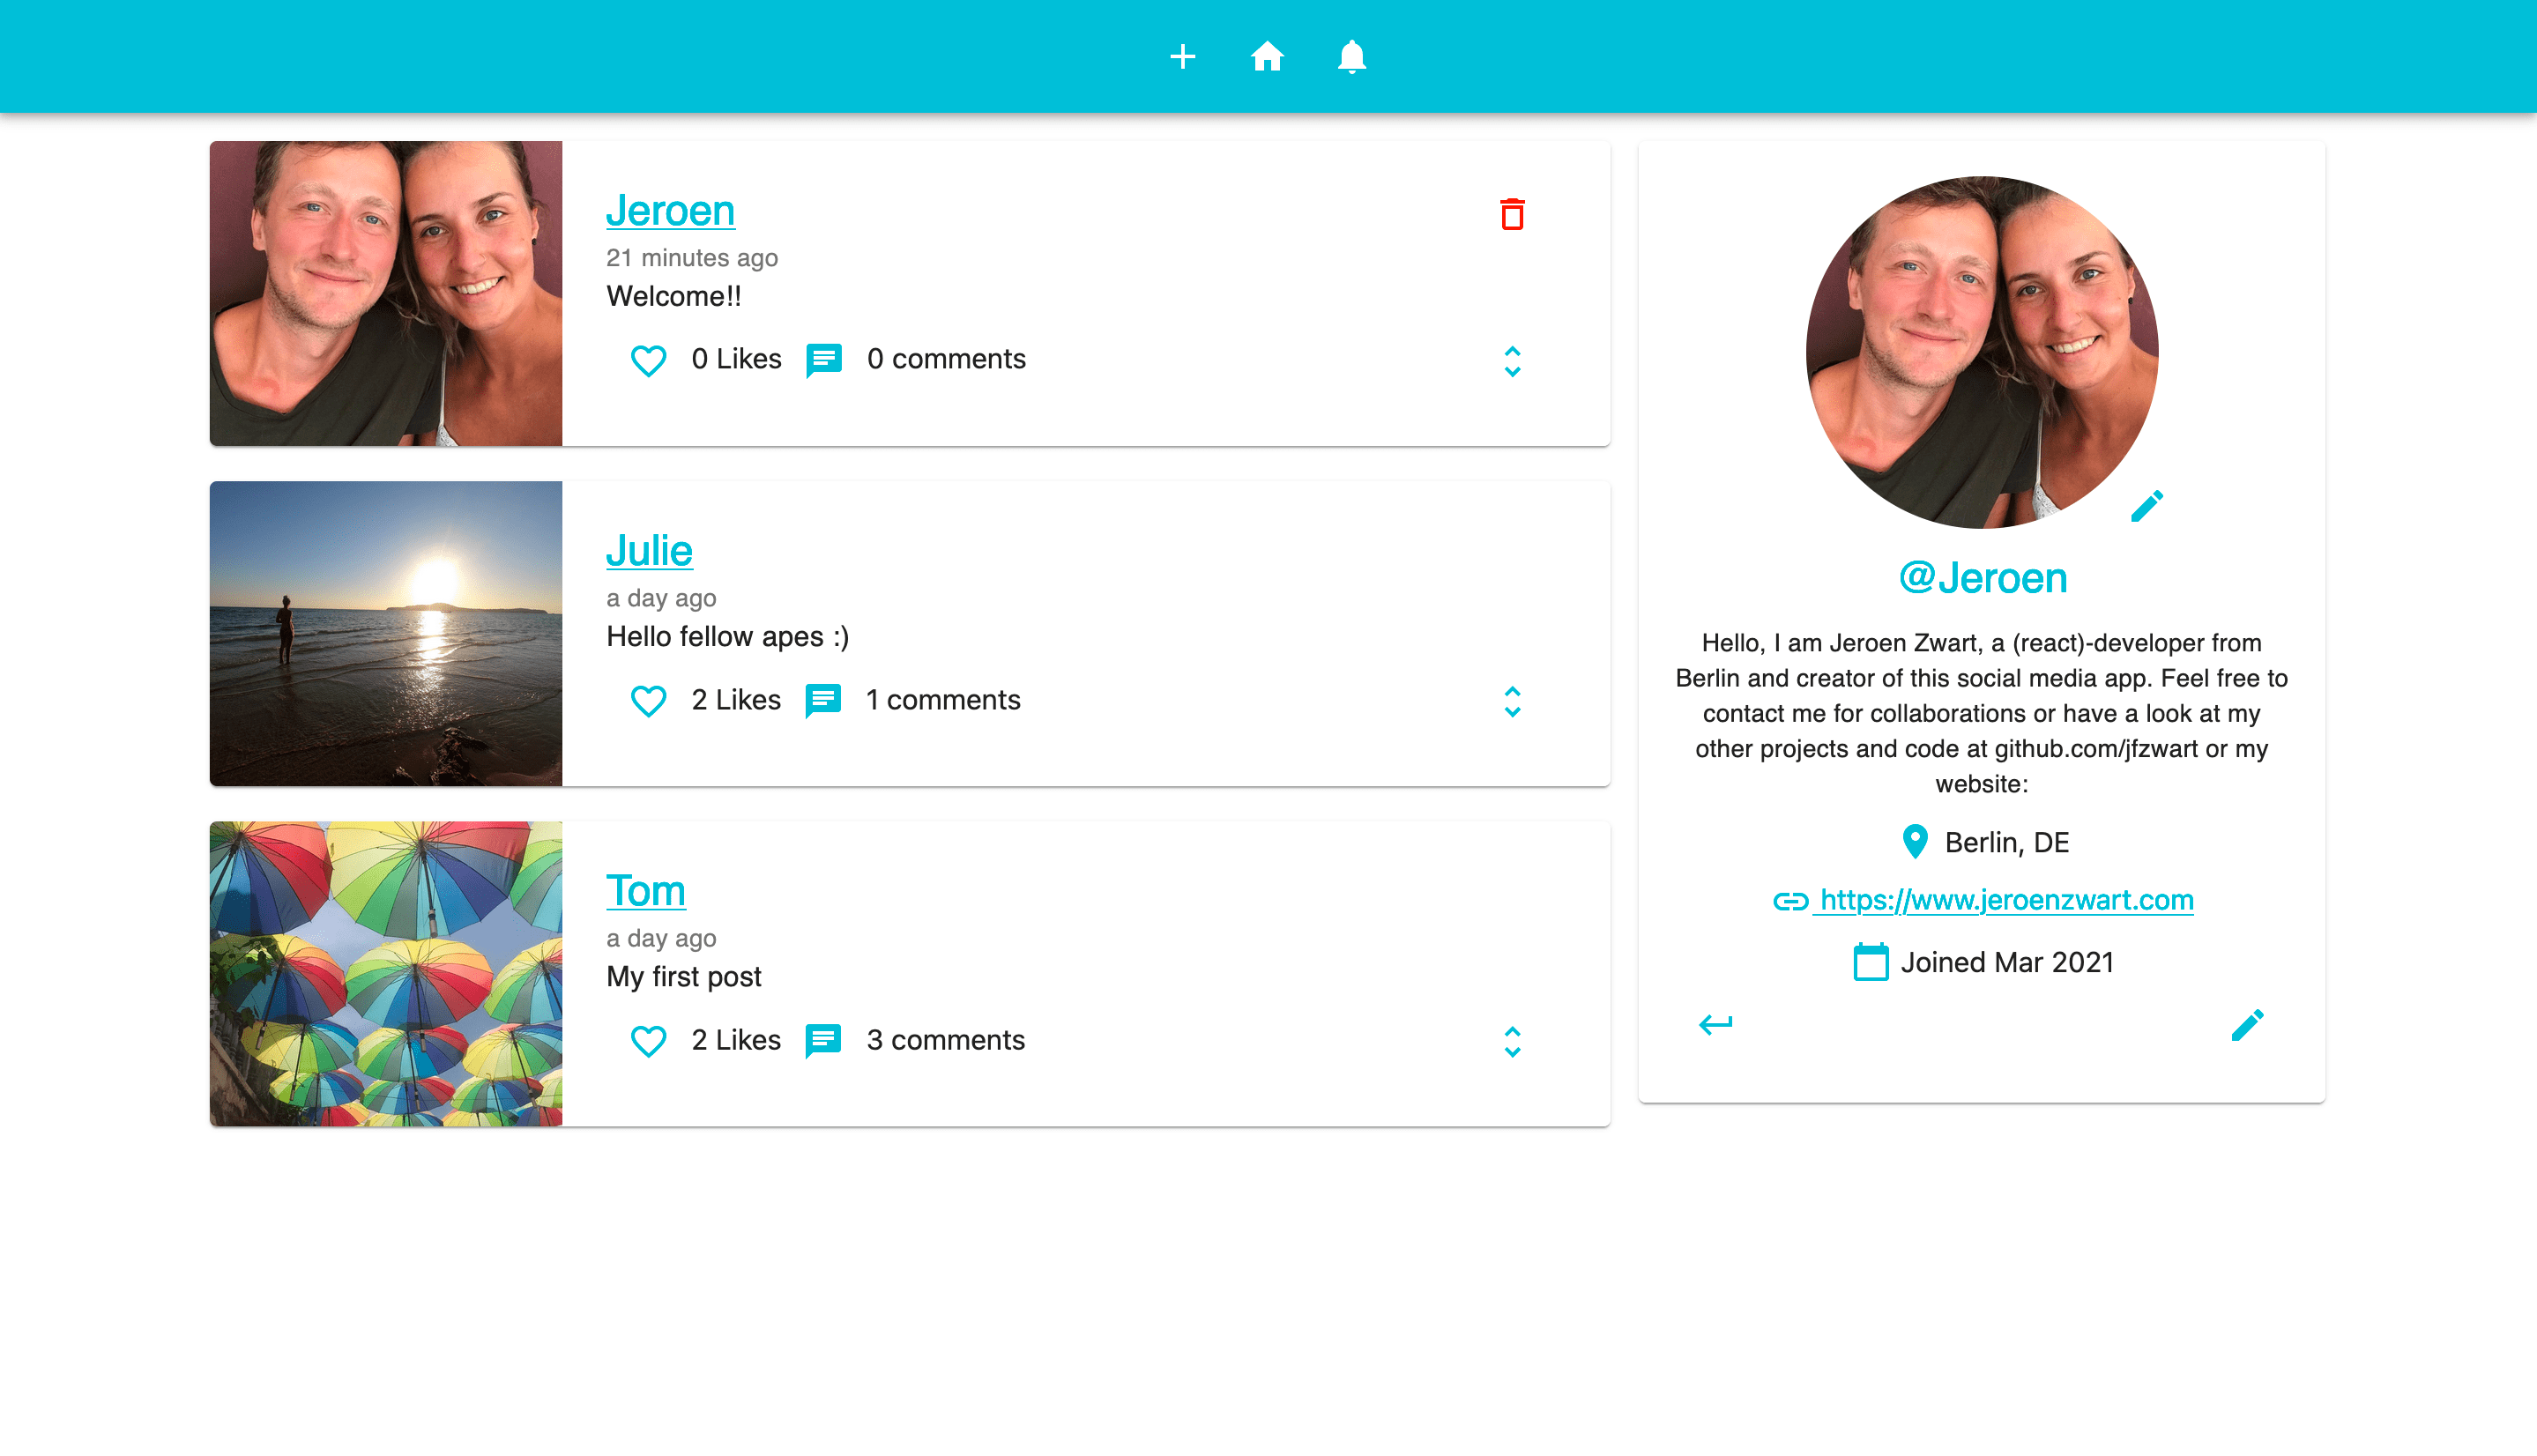 Jeroen
21 minutes ago
Welcome!!
0 Likes 0 comments
Julie
a day ago
Hello fellow apes :)
2 Likes 1 comments
Tom
a day ago
My first post
2 Likes 3 comments
@Jeroen
Hello, I am Jeroen Zwart, a (react)-developer from
Berlin and creator of this social media app. Feel free to
contact me for collaborations or have a look at my
other projects and code at github.com/jfzwart or my
website:
Berlin, DE
https://www.jeroenzwart.com
Joined Mar 2021